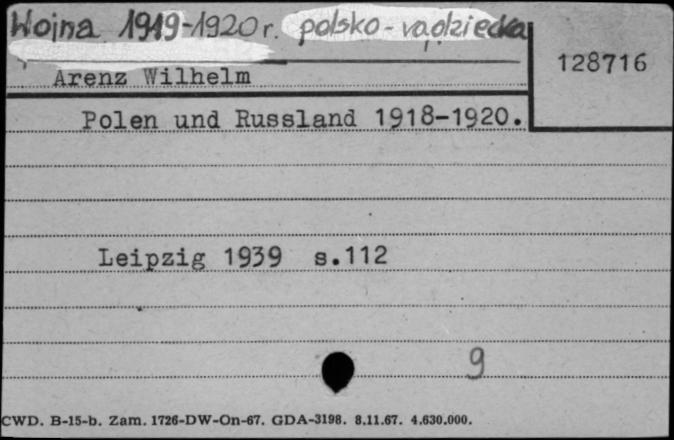 Wojna 1919-1920 r. polsko-radziecka
128716
Arenz Wilhelm
Polen und Russland 1918-1920.
Leipzig 1939 s.112
9
CWD. B-15-b. Zam. 1726-DW-On-67. GDA-3198. 8.11.67. 4.630.000.